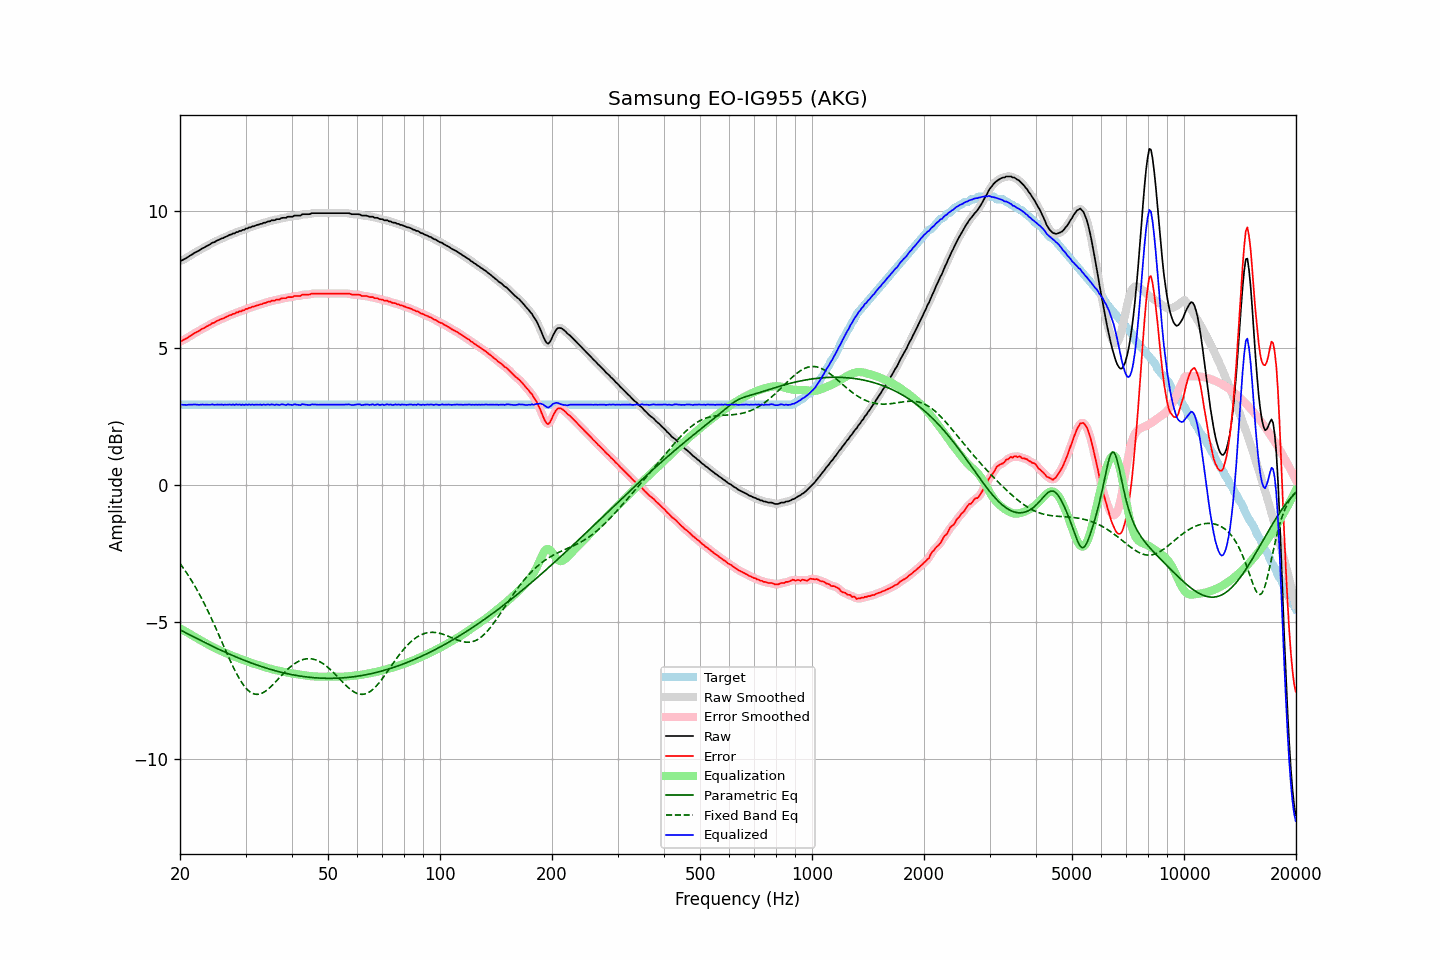 Samsung EO-IG955 (AKG)
Amplitude (dBr)
10
5
0
−5
−10
Target
Raw Smoothed
Error Smoothed
Raw
Error
Equalization
Parametric Eq
Fixed Band Eq
Equalized
20 50 100 200 500 1000 2000 5000 10000 20000
Frequency (Hz)